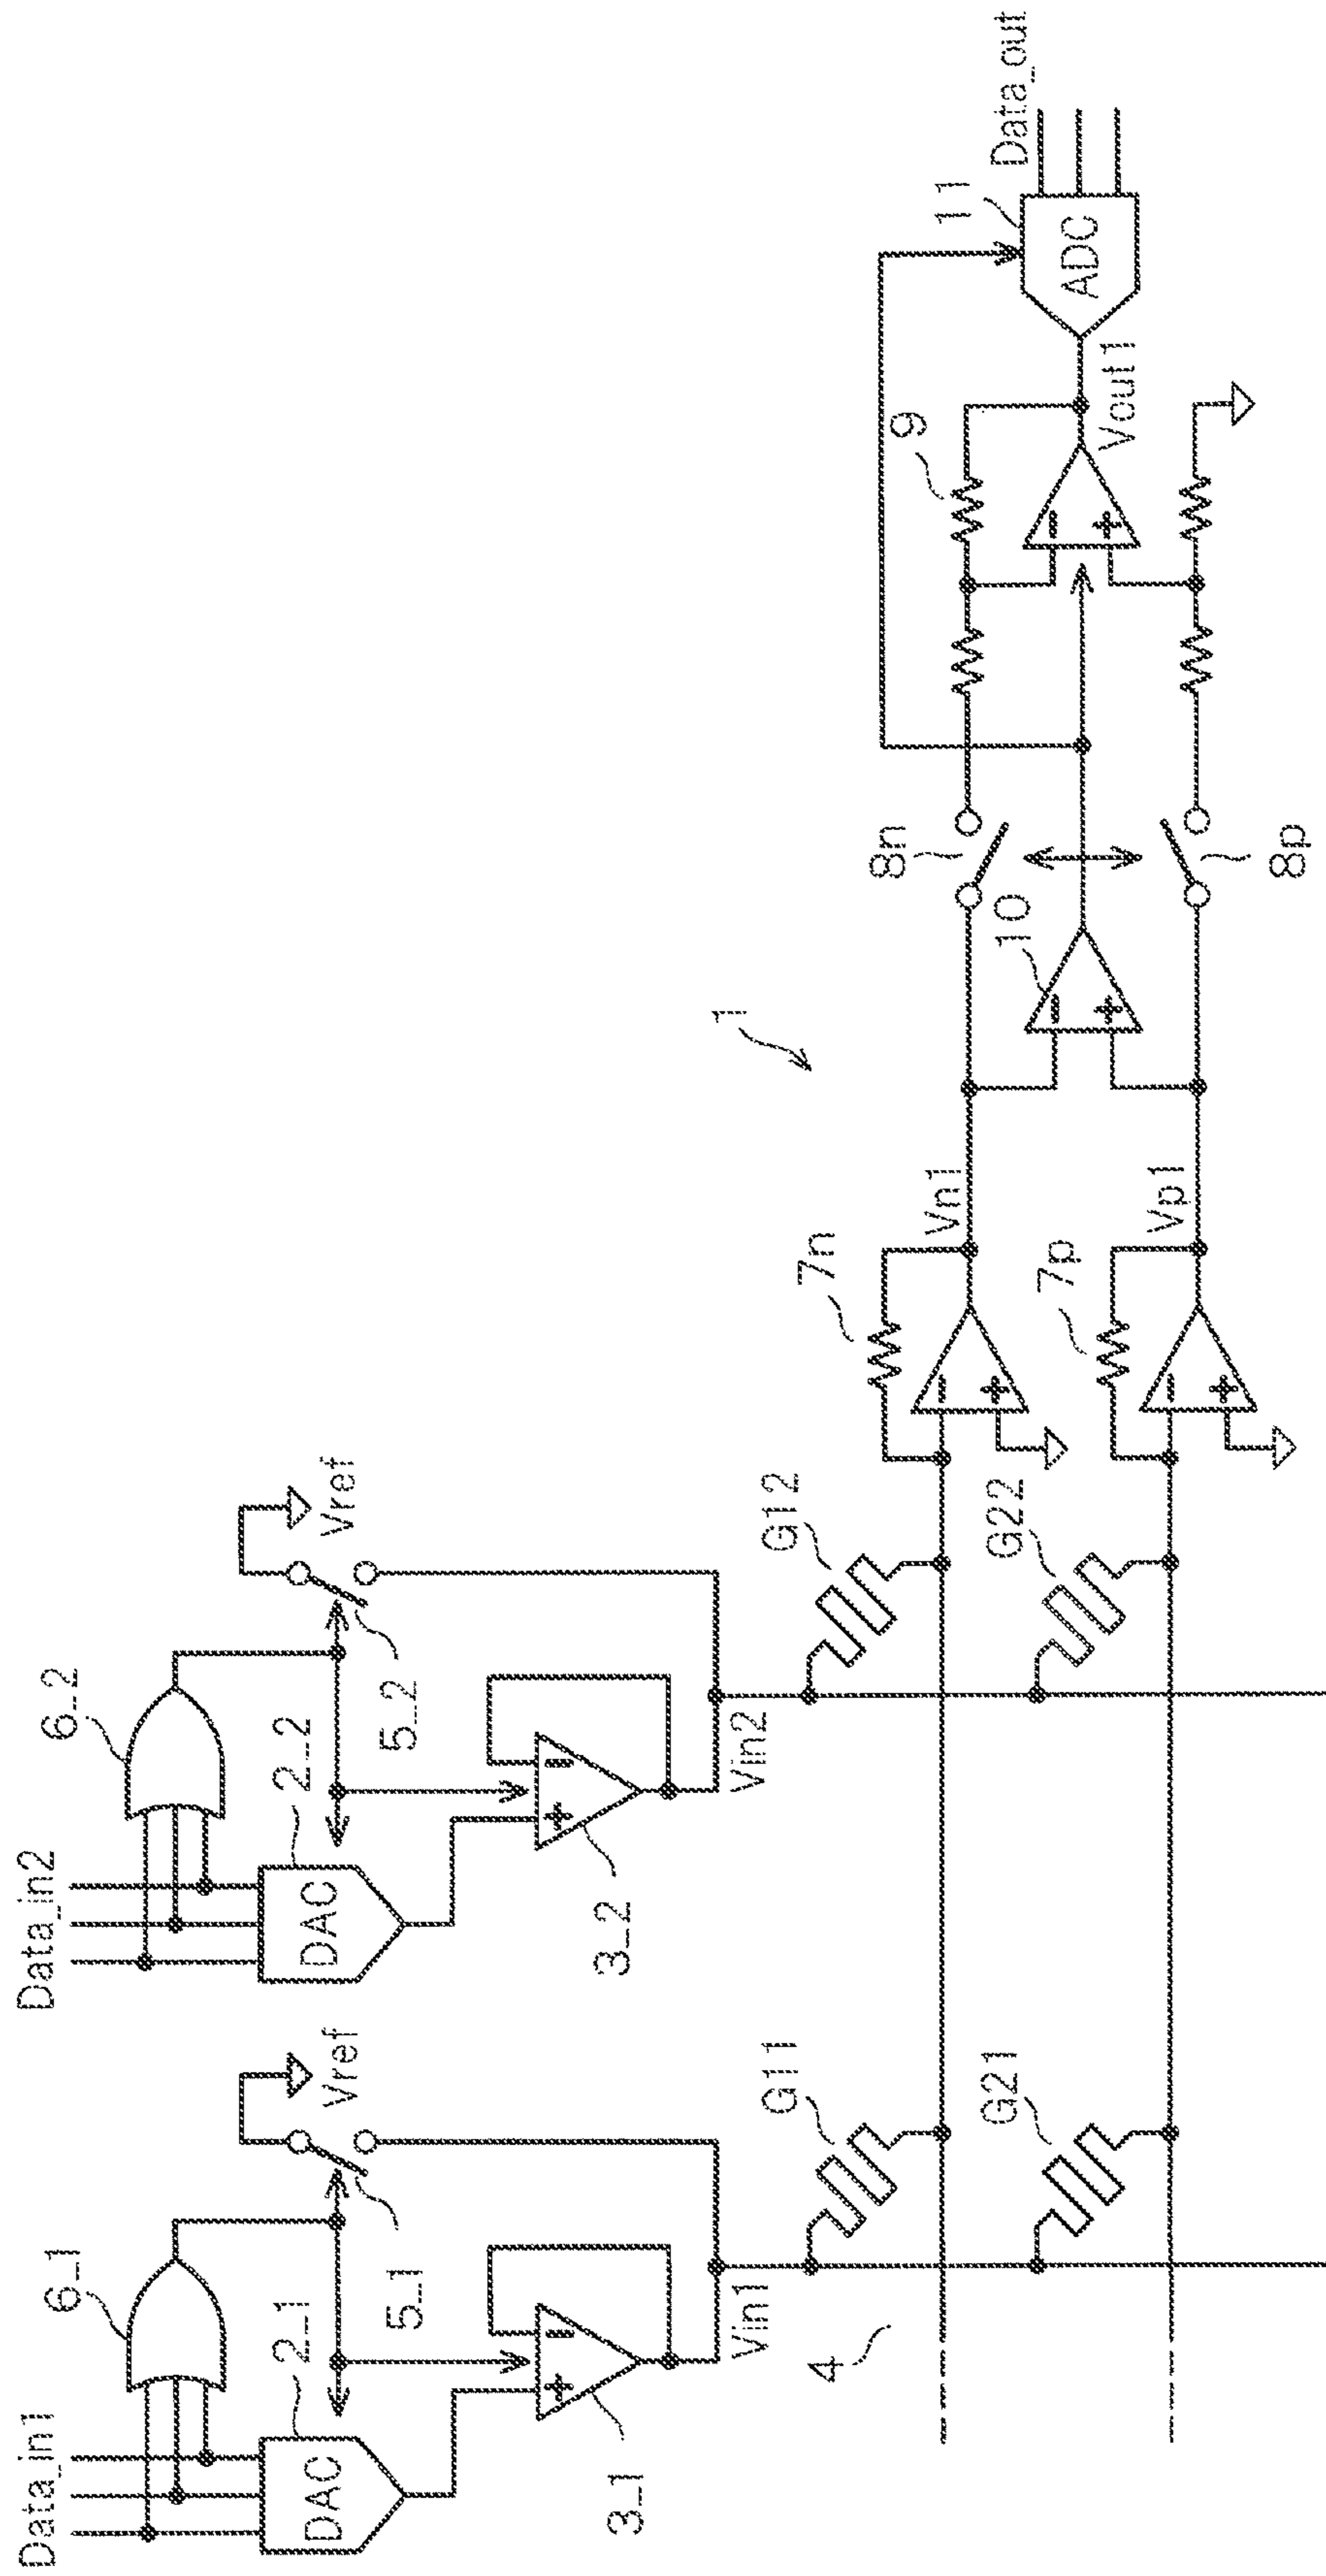 Data_in1
6_1
2_1
DAC
Vref
5_1
+
−
3_1
Vin1
Data_in2
6_2
2_2
DAC
Vref
5_2
+
−
3_2
Vin2
4
G11
G21
G12
G22
7n
−
+
Vn1
7p
−
+
Vp1
1
10
−
+
8n
8p
9
−
+
Vout1
11
ADC
Data_out